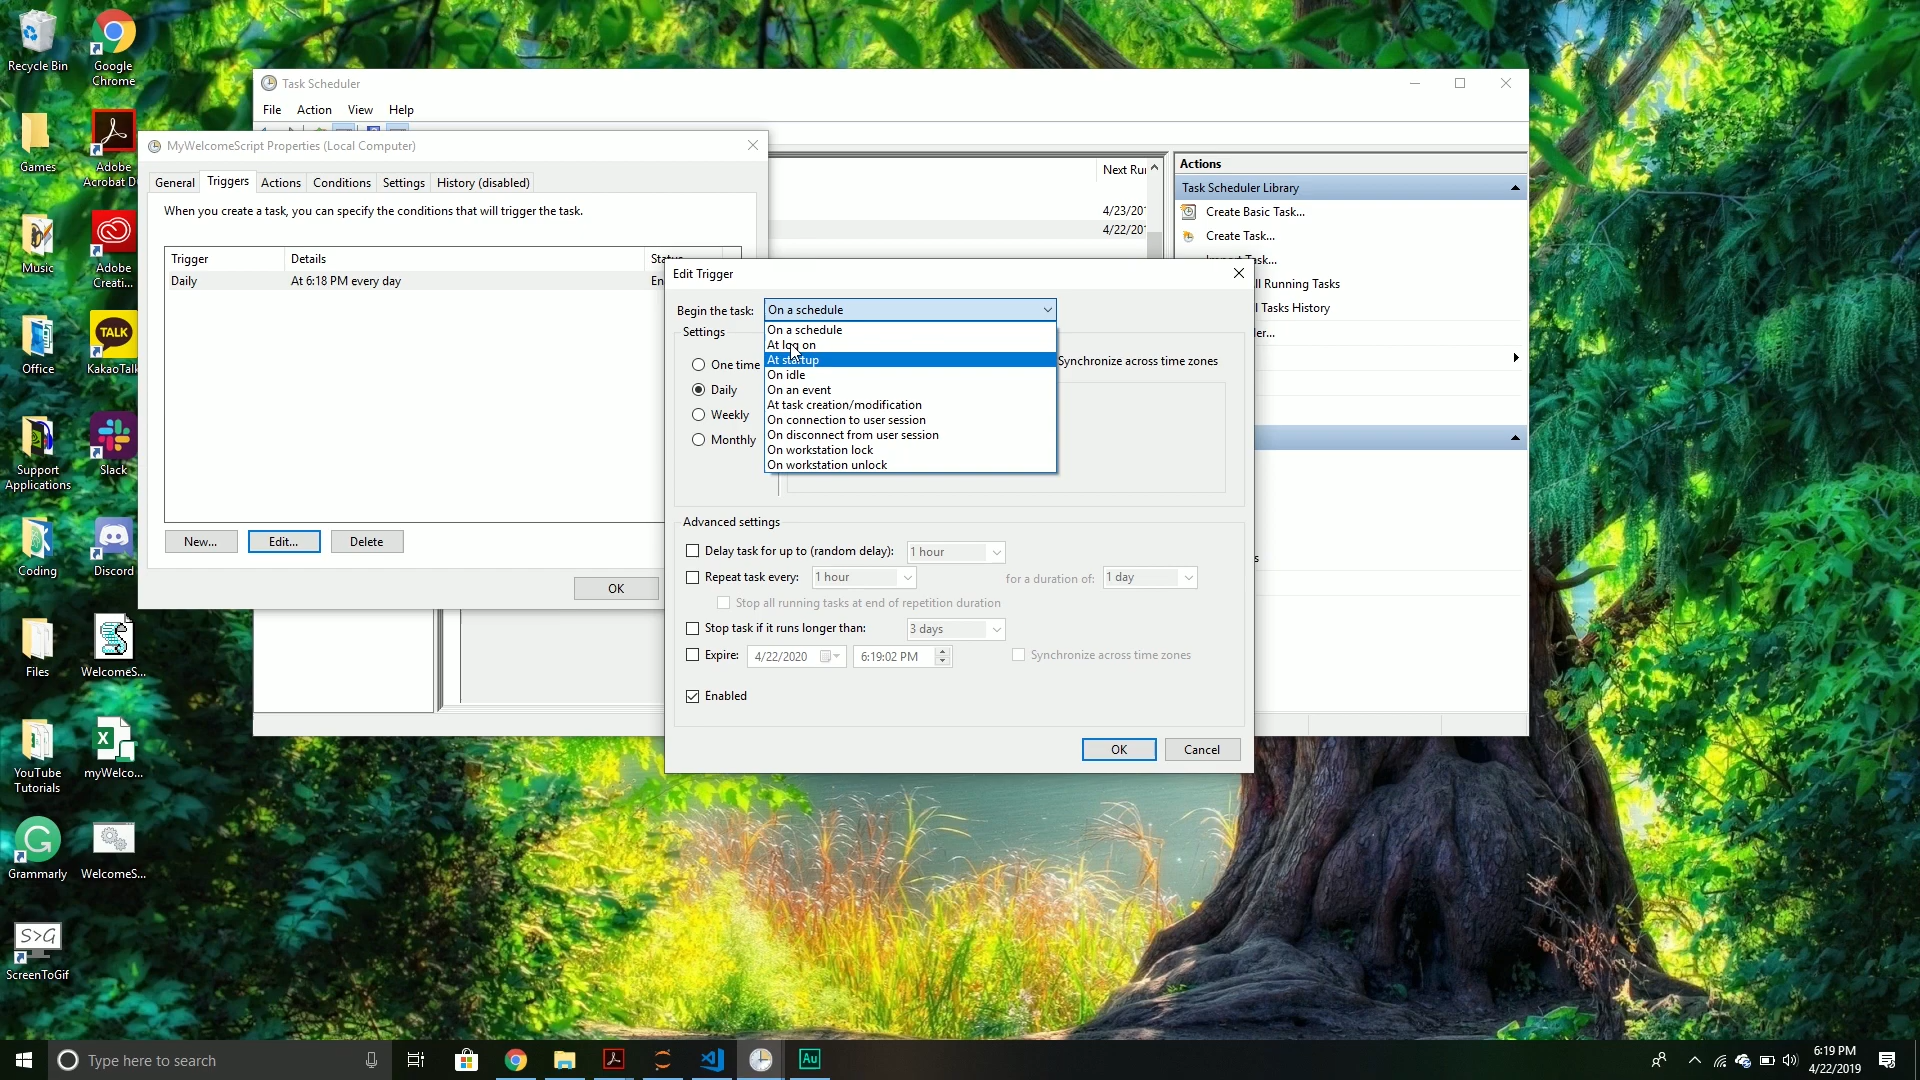 Recycle Bin
Google
Chrome
Games
Adobe
Acrobat D
Music
Adobe
Creati...
Office
TALK
KakaoTalk
Support
Applications
Slack
Coding
Discord
Files
WelcomeS...
YouTube
Tutorials
myWelco...
Grammarly
WelcomeS...
S>G
ScreenToGif
Task Scheduler
File Action View Help
MyWelcomeScript Properties (Local Computer)
General Triggers Actions Conditions Settings History (disabled)
When you create a task, you can specify the conditions that will trigger the task.
Trigger Details Status
Daily At 6:18 PM every day En
New... Edit... Delete
OK
Next Ru
4/23/20
4/22/20
Actions
Task Scheduler Library
Create Basic Task...
Create Task...
Import Task...
ll Running Tasks
l Tasks History
er...
s
Edit Trigger
Begin the task: On a schedule
On a schedule
At log on
At startup
On idle
On an event
At task creation/modification
On connection to user session
On disconnect from user session
On workstation lock
On workstation unlock
Settings
One time
Daily
Weekly
Monthly
Synchronize across time zones
Advanced settings
Delay task for up to (random delay): 1 hour
Repeat task every: 1 hour for a duration of: 1 day
Stop all running tasks at end of repetition duration
Stop task if it runs longer than: 3 days
Expire: 4/22/2020 6:19:02 PM Synchronize across time zones
Enabled
OK Cancel
Type here to search
Au
6:19 PM
4/22/2019